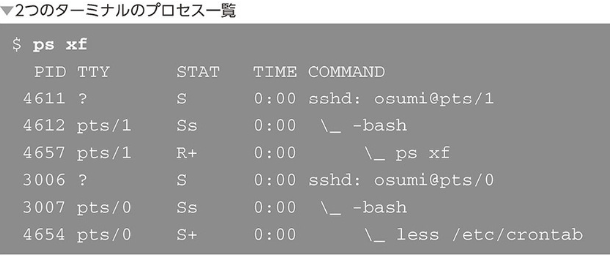 ▼2つのターミナルのプロセス一覧
$ ps xf
  PID TTY      STAT   TIME COMMAND
 4611 ?        S      0:00 sshd: osumi@pts/1
 4612 pts/1    Ss     0:00  \_ -bash
 4657 pts/1    R+     0:00      \_ ps xf
 3006 ?        S      0:00 sshd: osumi@pts/0
 3007 pts/0    Ss     0:00  \_ -bash
 4654 pts/0    S+     0:00      \_ less /etc/crontab